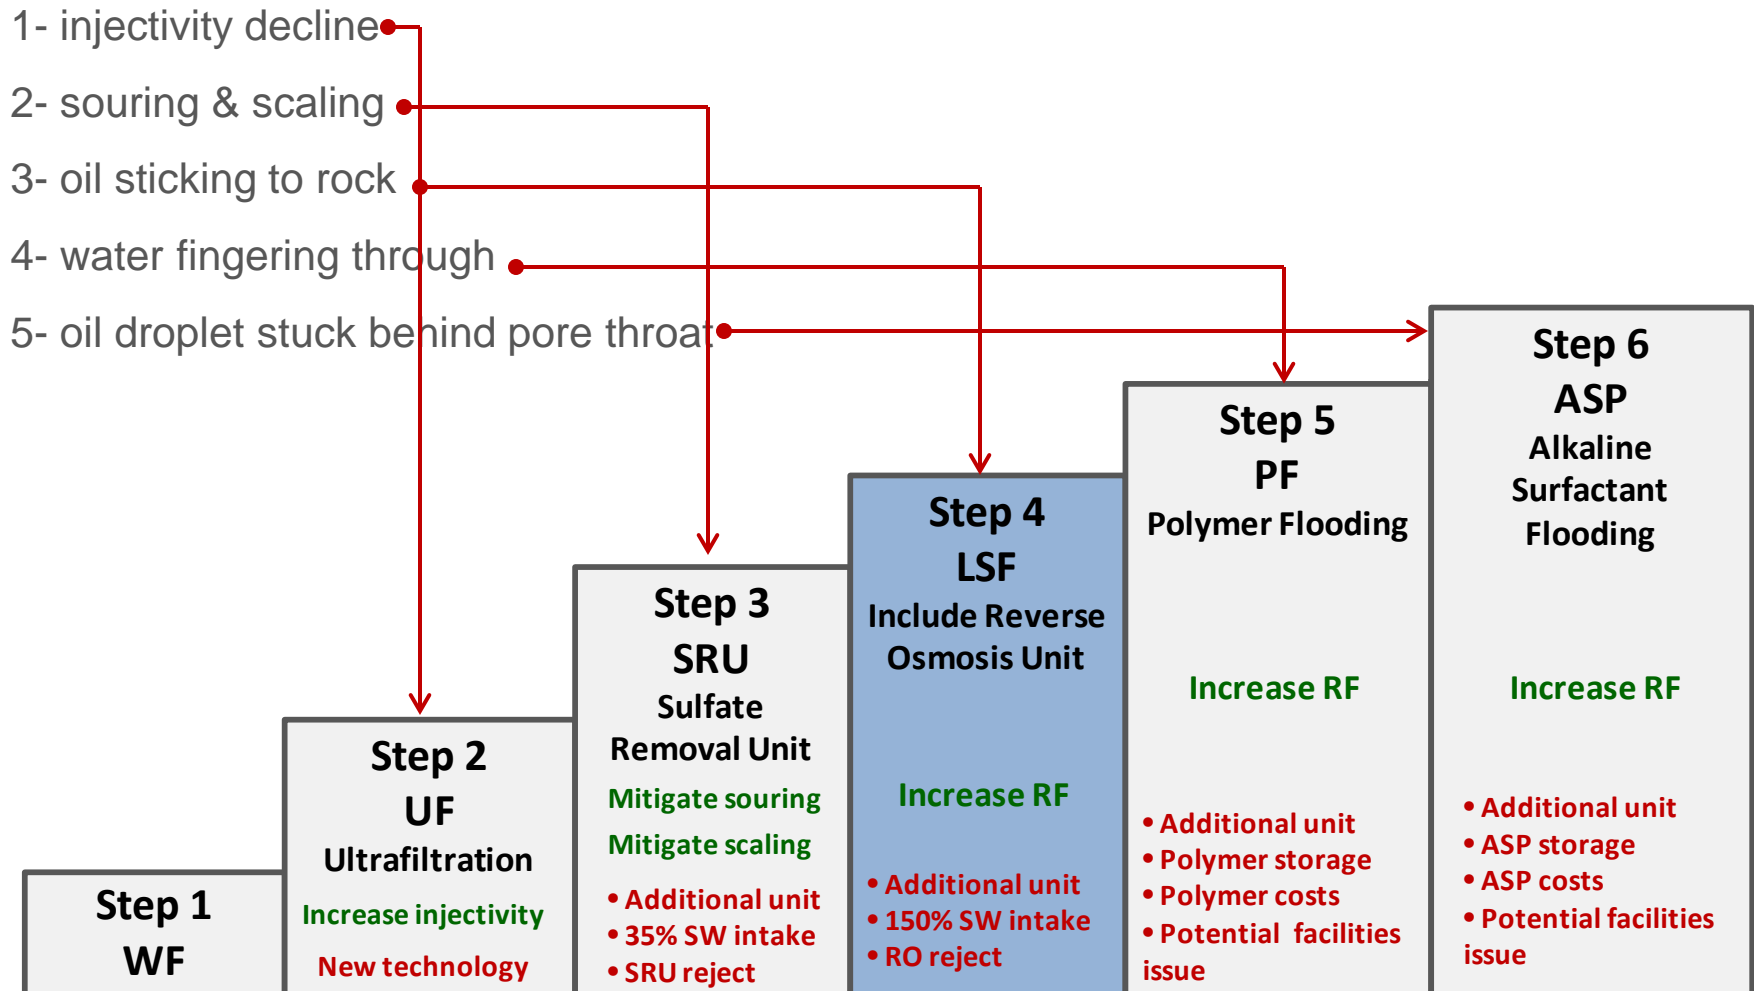 1- injectivity decline
2- souring & scaling
3- oil sticking to rock
4- water fingering through
5- oil droplet stuck behind pore throat
Step 1
WF
Step 2
UF
Ultrafiltration
Increase injectivity
New technology
Step 3
SRU
Sulfate
Removal Unit
Mitigate souring
Mitigate scaling
• Additional unit
• 35% SW intake
• SRU reject
Step 4
LSF
Include Reverse
Osmosis Unit
Increase RF
• Additional unit
• 150% SW intake
• RO reject
Step 5
PF
Polymer Flooding
Increase RF
• Additional unit
• Polymer storage
• Polymer costs
• Potential facilities
issue
Step 6
ASP
Alkaline
Surfactant
Flooding
Increase RF
• Additional unit
• ASP storage
• ASP costs
• Potential facilities
issue